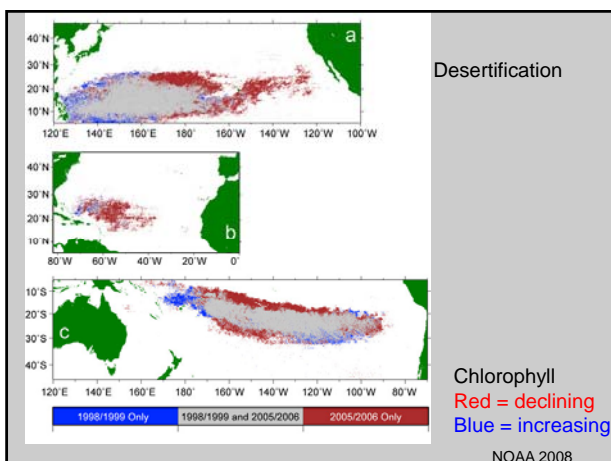 a
40°N
30°N
20°N
10°N
120°E 140°E 160°E 180° 160°W 140°W 120°W 100°W
Desertification
40°N
30°N
20°N
10°N
b
80°W 60°W 40°W 20°W 0°
10°S
20°S
30°S
40°S
c
120°E 140°E 160°E 180° 160°W 140°W 120°W 100°W 80°W
1998/1999 Only 1998/1999 and 2005/2006 2005/2006 Only
Chlorophyll
Red = declining
Blue = increasing
NOAA 2008